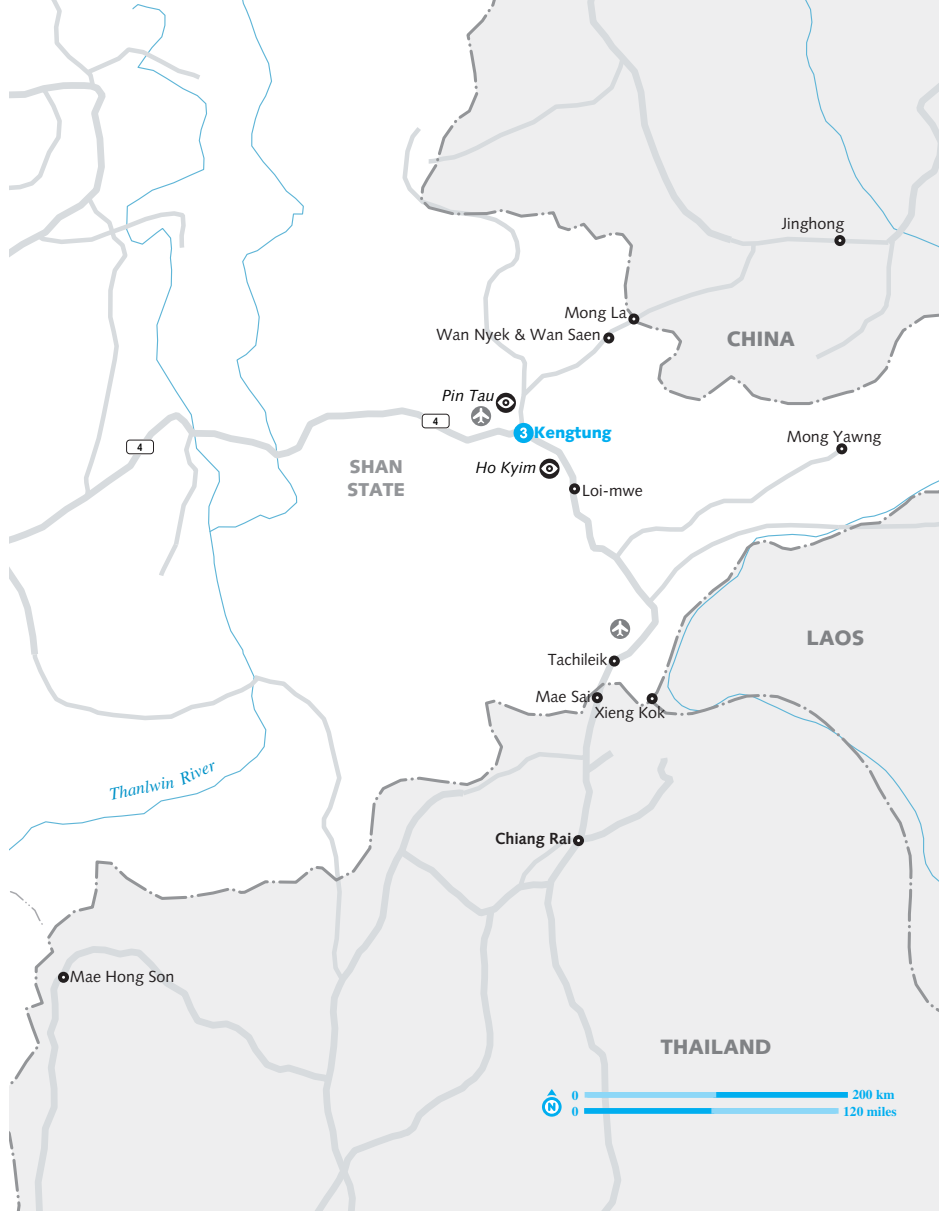 Jinghong
Mong La
Wan Nyek & Wan Saen
CHINA
Pin Tau
4
4
3 Kengtung
Mong Yawng
SHAN
STATE
Ho Kyim
Loi-mwe
LAOS
Tachileik
Mae Sai
Xieng Kok
Thanlwin River
Chiang Rai
Mae Hong Son
THAILAND
N
0
200 km
0
120 miles